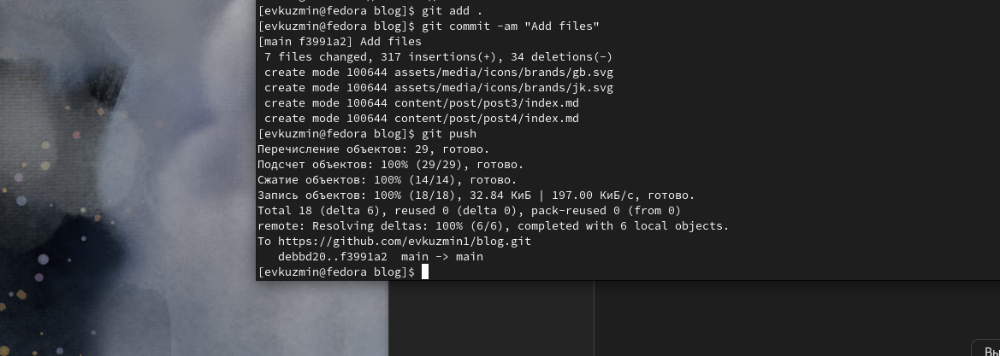 [evkuzmin@fedora blog]$ git add .
[evkuzmin@fedora blog]$ git commit -am "Add files"
[main f3991a2] Add files
 7 files changed, 317 insertions(+), 34 deletions(-)
 create mode 100644 assets/media/icons/brands/gb.svg
 create mode 100644 assets/media/icons/brands/jk.svg
 create mode 100644 content/post/post3/index.md
 create mode 100644 content/post/post4/index.md
[evkuzmin@fedora blog]$ git push
Перечисление объектов: 29, готово.
Подсчет объектов: 100% (29/29), готово.
Сжатие объектов: 100% (14/14), готово.
Запись объектов: 100% (18/18), 32.84 КиБ | 197.00 КиБ/с, готово.
Total 18 (delta 6), reused 0 (delta 0), pack-reused 0 (from 0)
remote: Resolving deltas: 100% (6/6), completed with 6 local objects.
To https://github.com/evkuzmin1/blog.git
   debbd20..f3991a2  main -> main
[evkuzmin@fedora blog]$